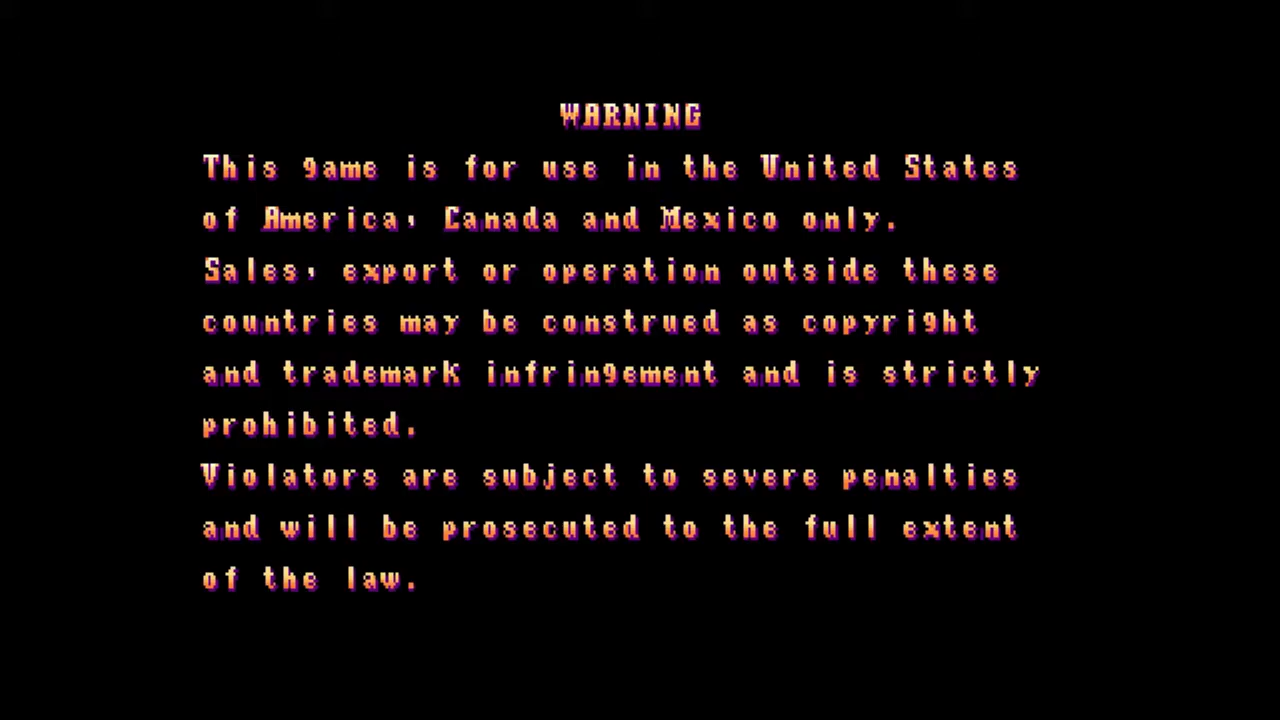 WARNING
This game is for use in the United States
of America, Canada and Mexico only.
Sales, export or operation outside these
countries may be construed as copyright
and trademark infringement and is strictly
prohibited.
Violators are subject to severe penalties
and will be prosecuted to the full extent
of the law.